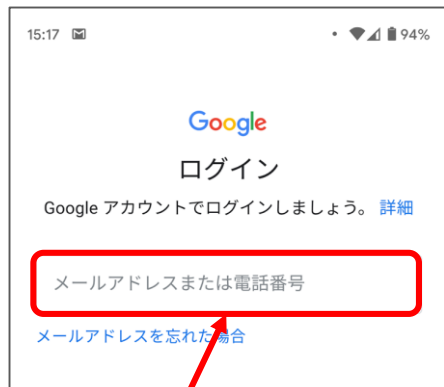 15:17 94%
Google
ログイン
Google アカウントでログインしましょう。 詳細
メールアドレスまたは電話番号
メールアドレスを忘れた場合